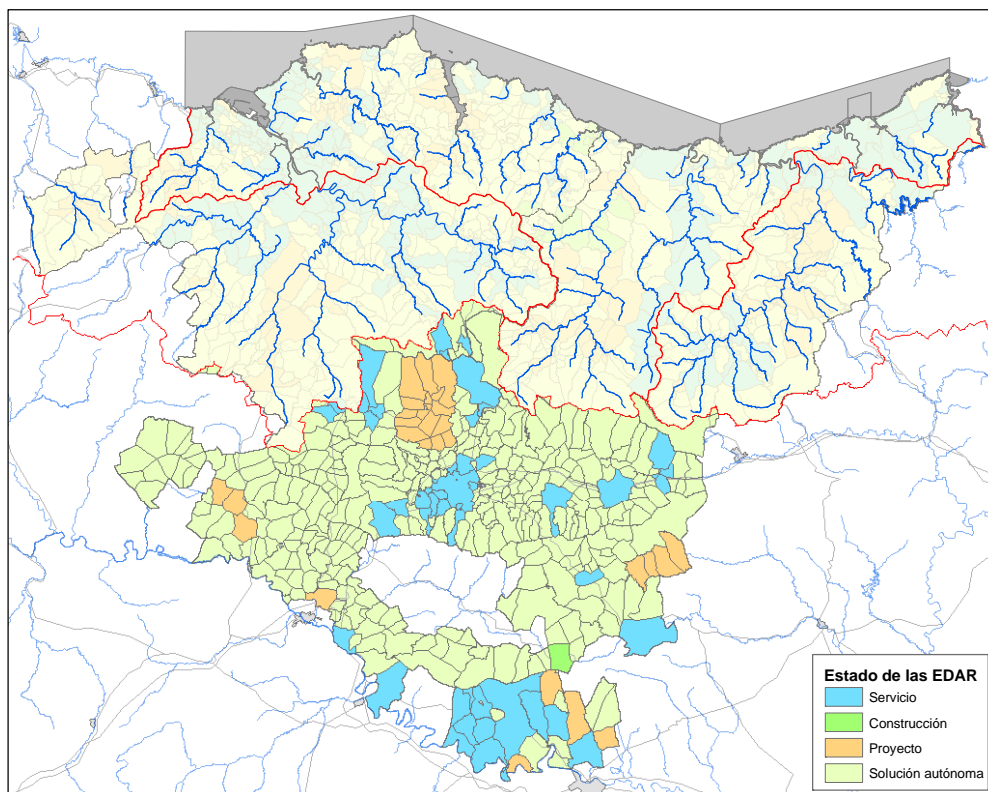 Estado de las EDAR
Servicio
Construcción
Proyecto
Solución autónoma